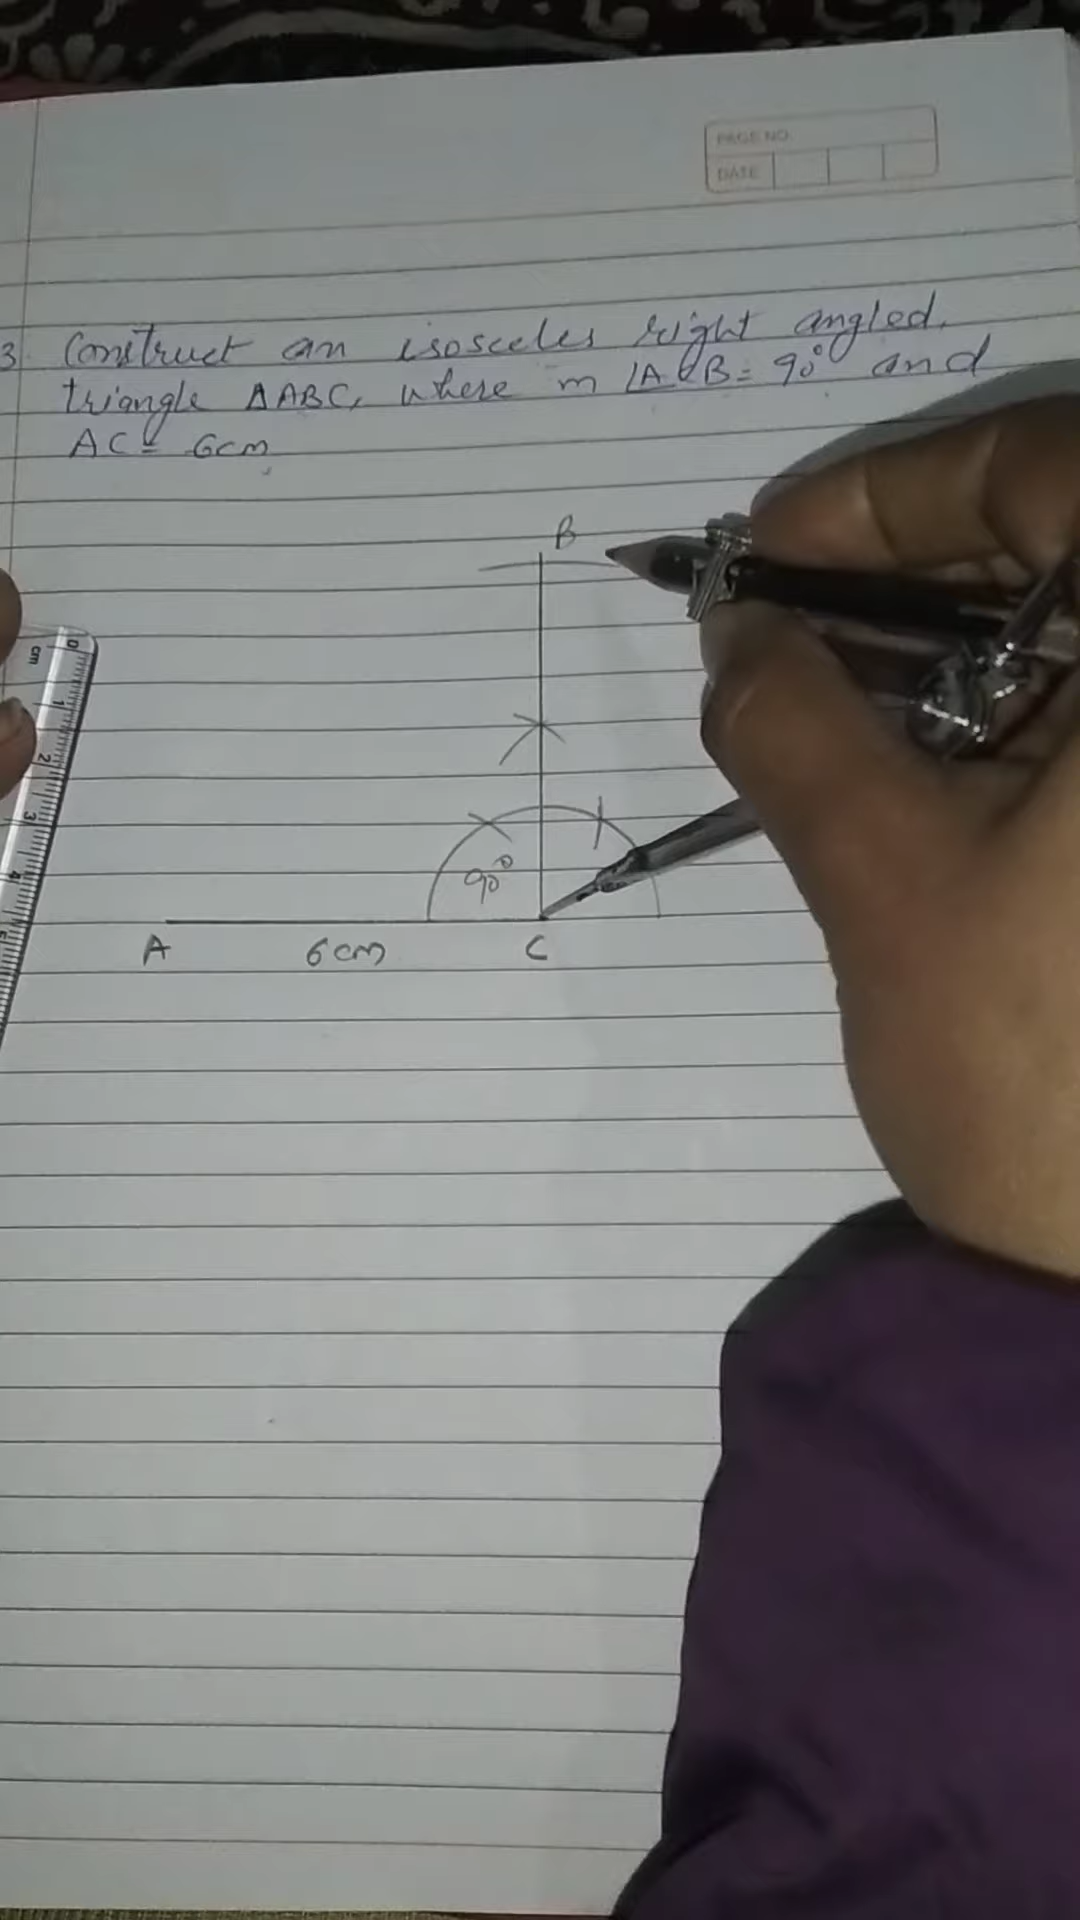 PAGE NO.
DATE
3. Construct an isosceles right angled.
triangle ΔABC, where m ∠ACB = 90° and
AC = 6cm
B
90°
A 6cm C
0
cm
1
2
3
4
5